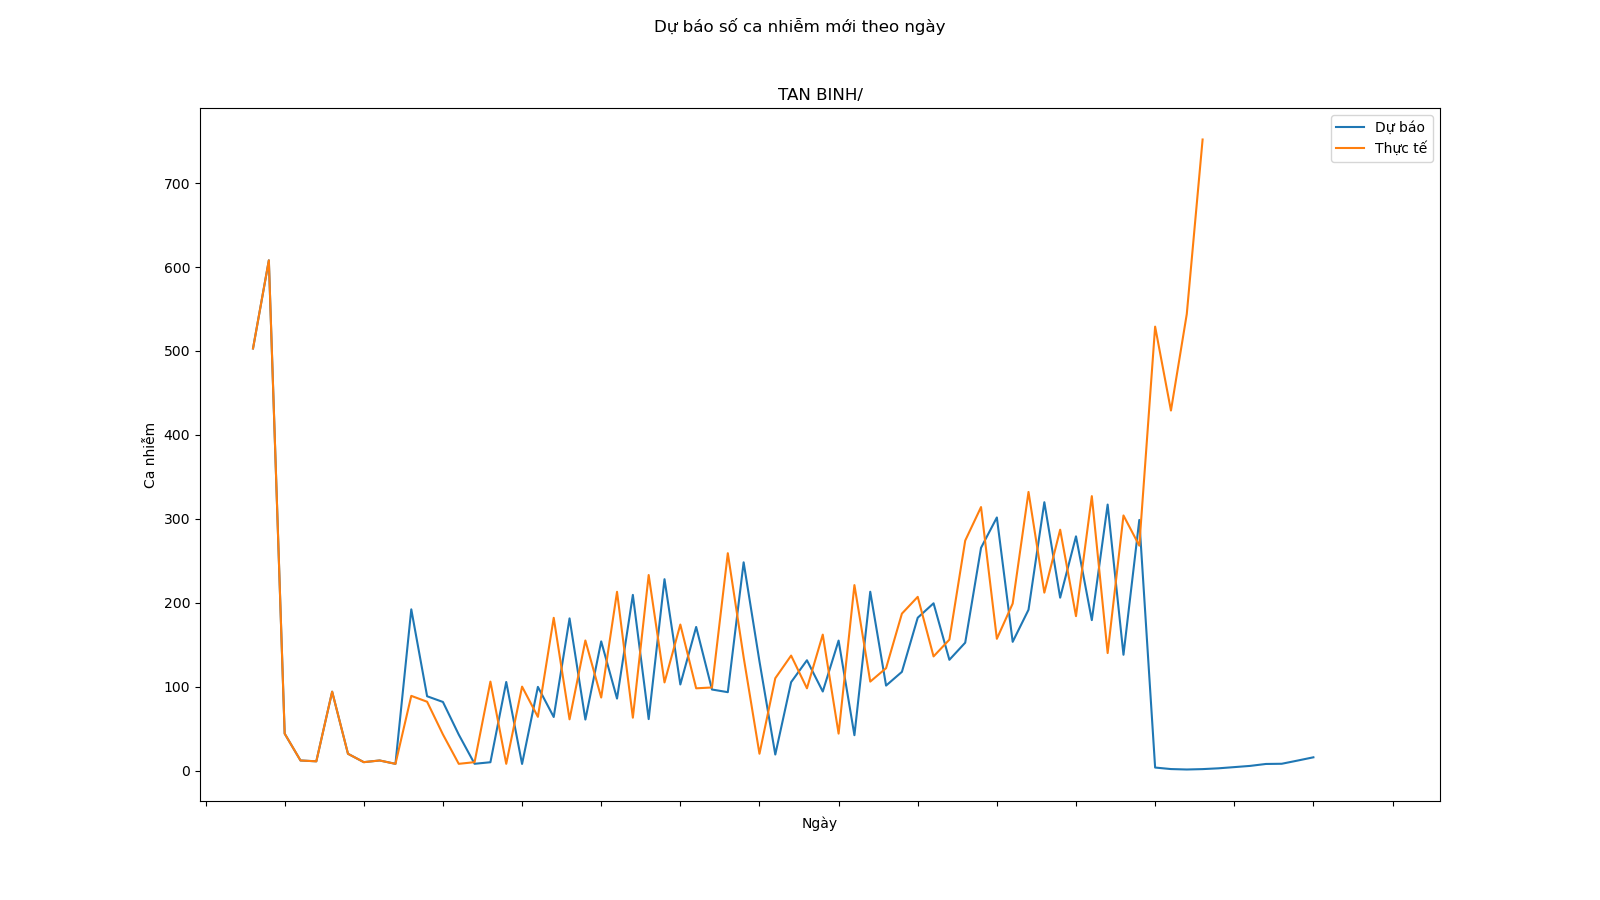 Dự báo số ca nhiễm mới theo ngày
TAN BINH/
Dự báo
Thực tế
700
600
500
400
300
200
100
0
Ca nhiễm
Ngày